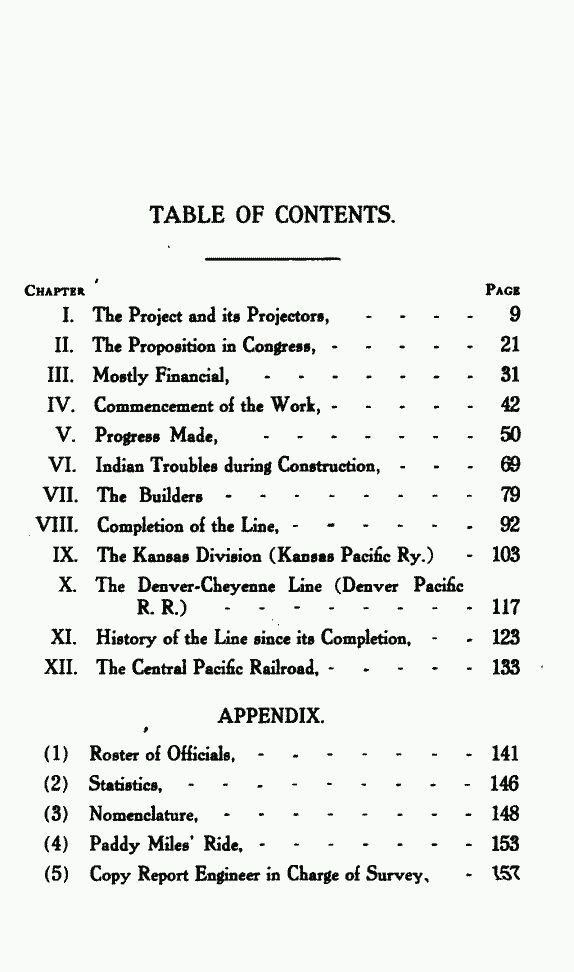 TABLE OF CONTENTS.
CHAPTER PAGE
I. The Project and its Projectors, - - - - 9
II. The Proposition in Congress, - - - - - 21
III. Mostly Financial, - - - - - - - 31
IV. Commencement of the Work, - - - - - 42
V. Progress Made, - - - - - - - 50
VI. Indian Troubles during Construction, - - - 69
VII. The Builders - - - - - - - - 79
VIII. Completion of the Line, - - - - - - 92
IX. The Kansas Division (Kansas Pacific Ry.) - 103
X. The Denver-Cheyenne Line (Denver Pacific
R. R.) - - - - - - - - 117
XI. History of the Line since its Completion, - - 123
XII. The Central Pacific Railroad, - - - - - 133
APPENDIX.
(1) Roster of Officials, - - - - - - - 141
(2) Statistics, - - - - - - - - - 146
(3) Nomenclature, - - - - - - - - 148
(4) Paddy Miles' Ride, - - - - - - - 153
(5) Copy Report Engineer in Charge of Survey, - 157